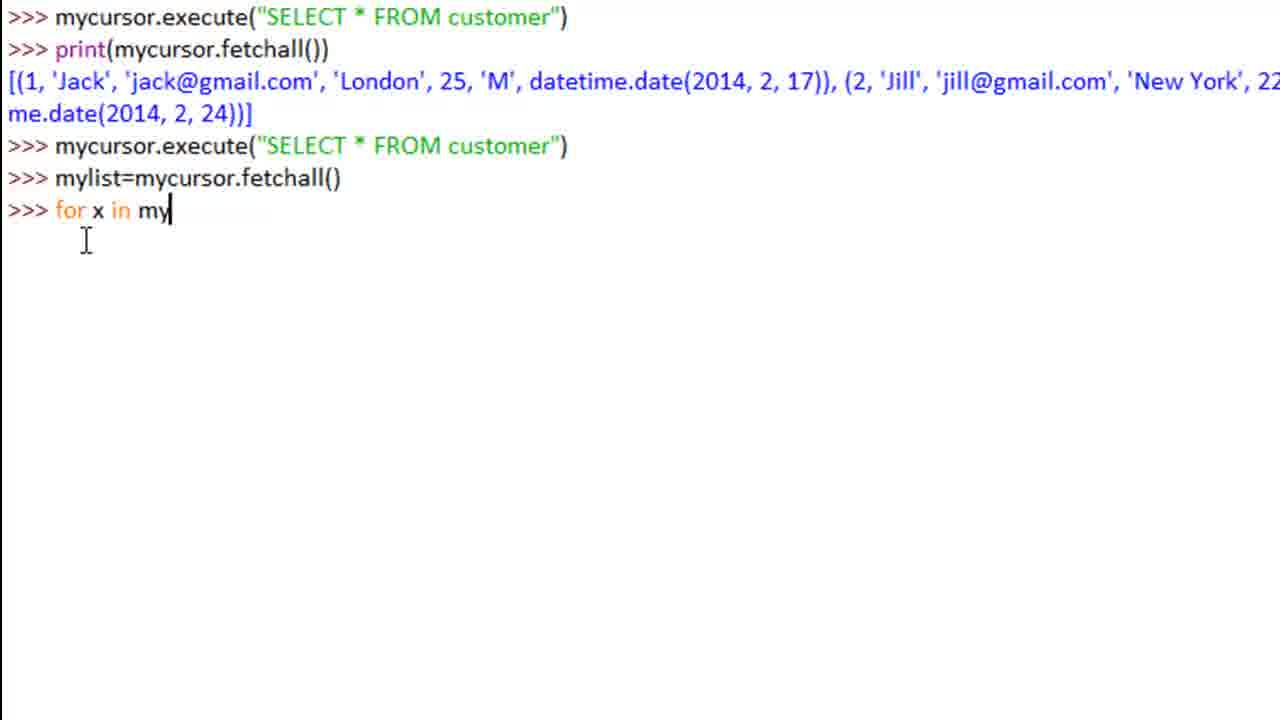 >>> mycursor.execute("SELECT * FROM customer")
>>> print(mycursor.fetchall())
[(1, 'Jack', 'jack@gmail.com', 'London', 25, 'M', datetime.date(2014, 2, 17)), (2, 'Jill', 'jill@gmail.com', 'New York', 22
me.date(2014, 2, 24))]
>>> mycursor.execute("SELECT * FROM customer")
>>> mylist=mycursor.fetchall()
>>> for x in my